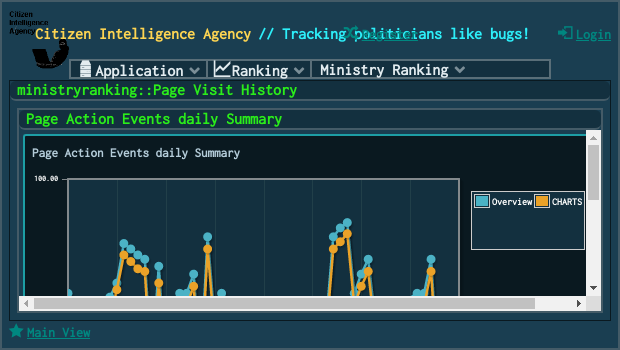 Citizen
Intelligence
Agency
Citizen Intelligence Agency // Tracking politicians like bugs!
Register
Login
Application
Ranking
Ministry Ranking
ministryranking::Page Visit History
Page Action Events daily Summary
Page Action Events daily Summary
100.00
Overview
CHARTS
Main View